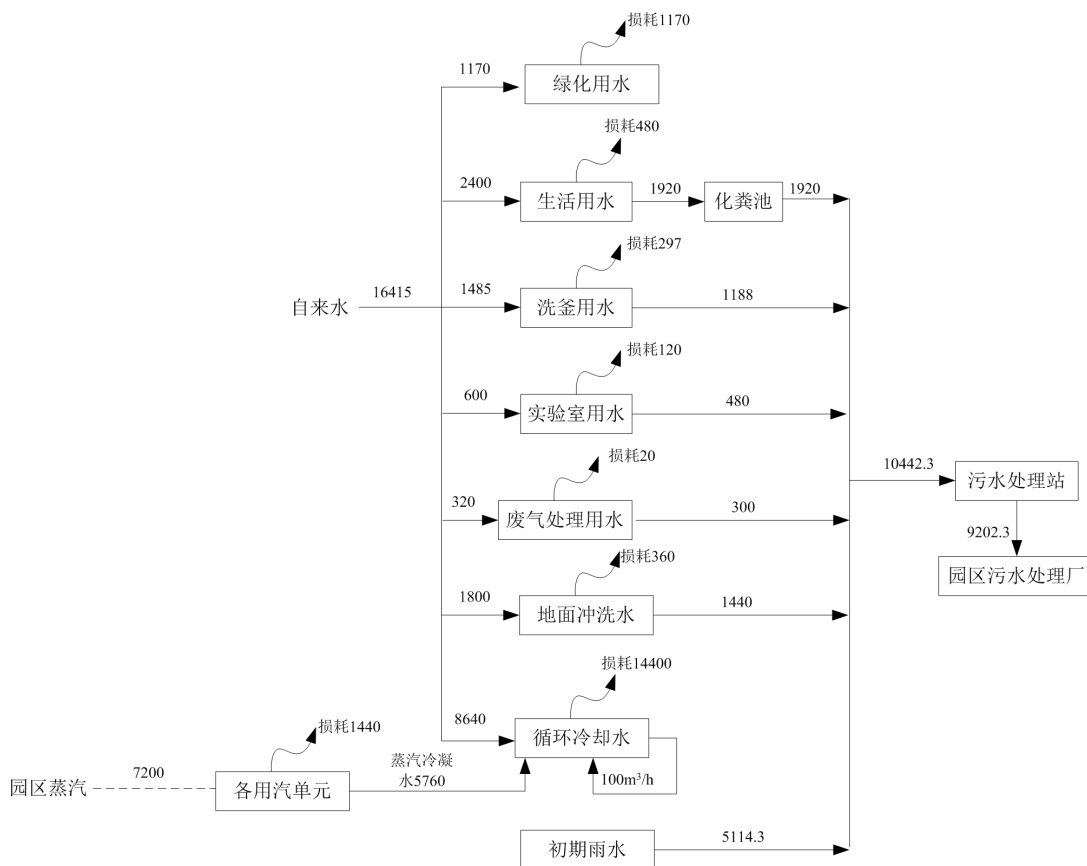 损耗1170
1170
绿化用水
损耗480
2400
生活用水
1920
化粪池
1920
损耗297
自来水
16415
1485
洗釜用水
1188
损耗120
600
实验室用水
480
损耗20
320
废气处理用水
300
10442.3
污水处理站
9202.3
园区污水处理厂
损耗360
1800
地面冲洗水
1440
损耗14400
8640
循环冷却水
100m³/h
损耗1440
园区蒸汽
7200
各用汽单元
蒸汽冷凝
水5760
初期雨水
5114.3